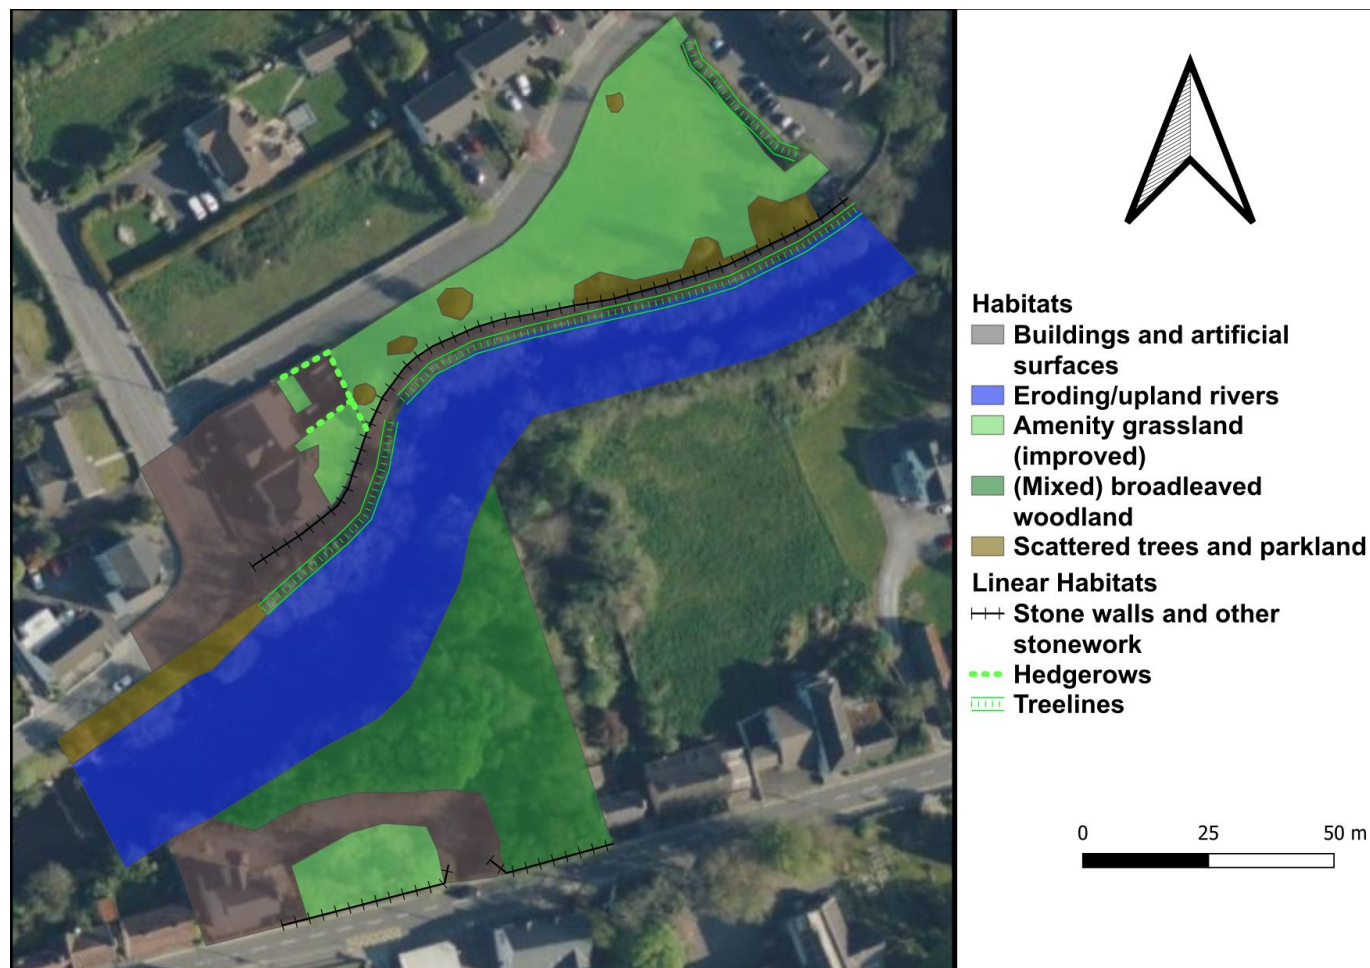 Habitats
Buildings and artificial
surfaces
Eroding/upland rivers
Amenity grassland
(improved)
(Mixed) broadleaved
woodland
Scattered trees and parkland
Linear Habitats
Stone walls and other
stonework
Hedgerows
Treelines
0 25 50 m